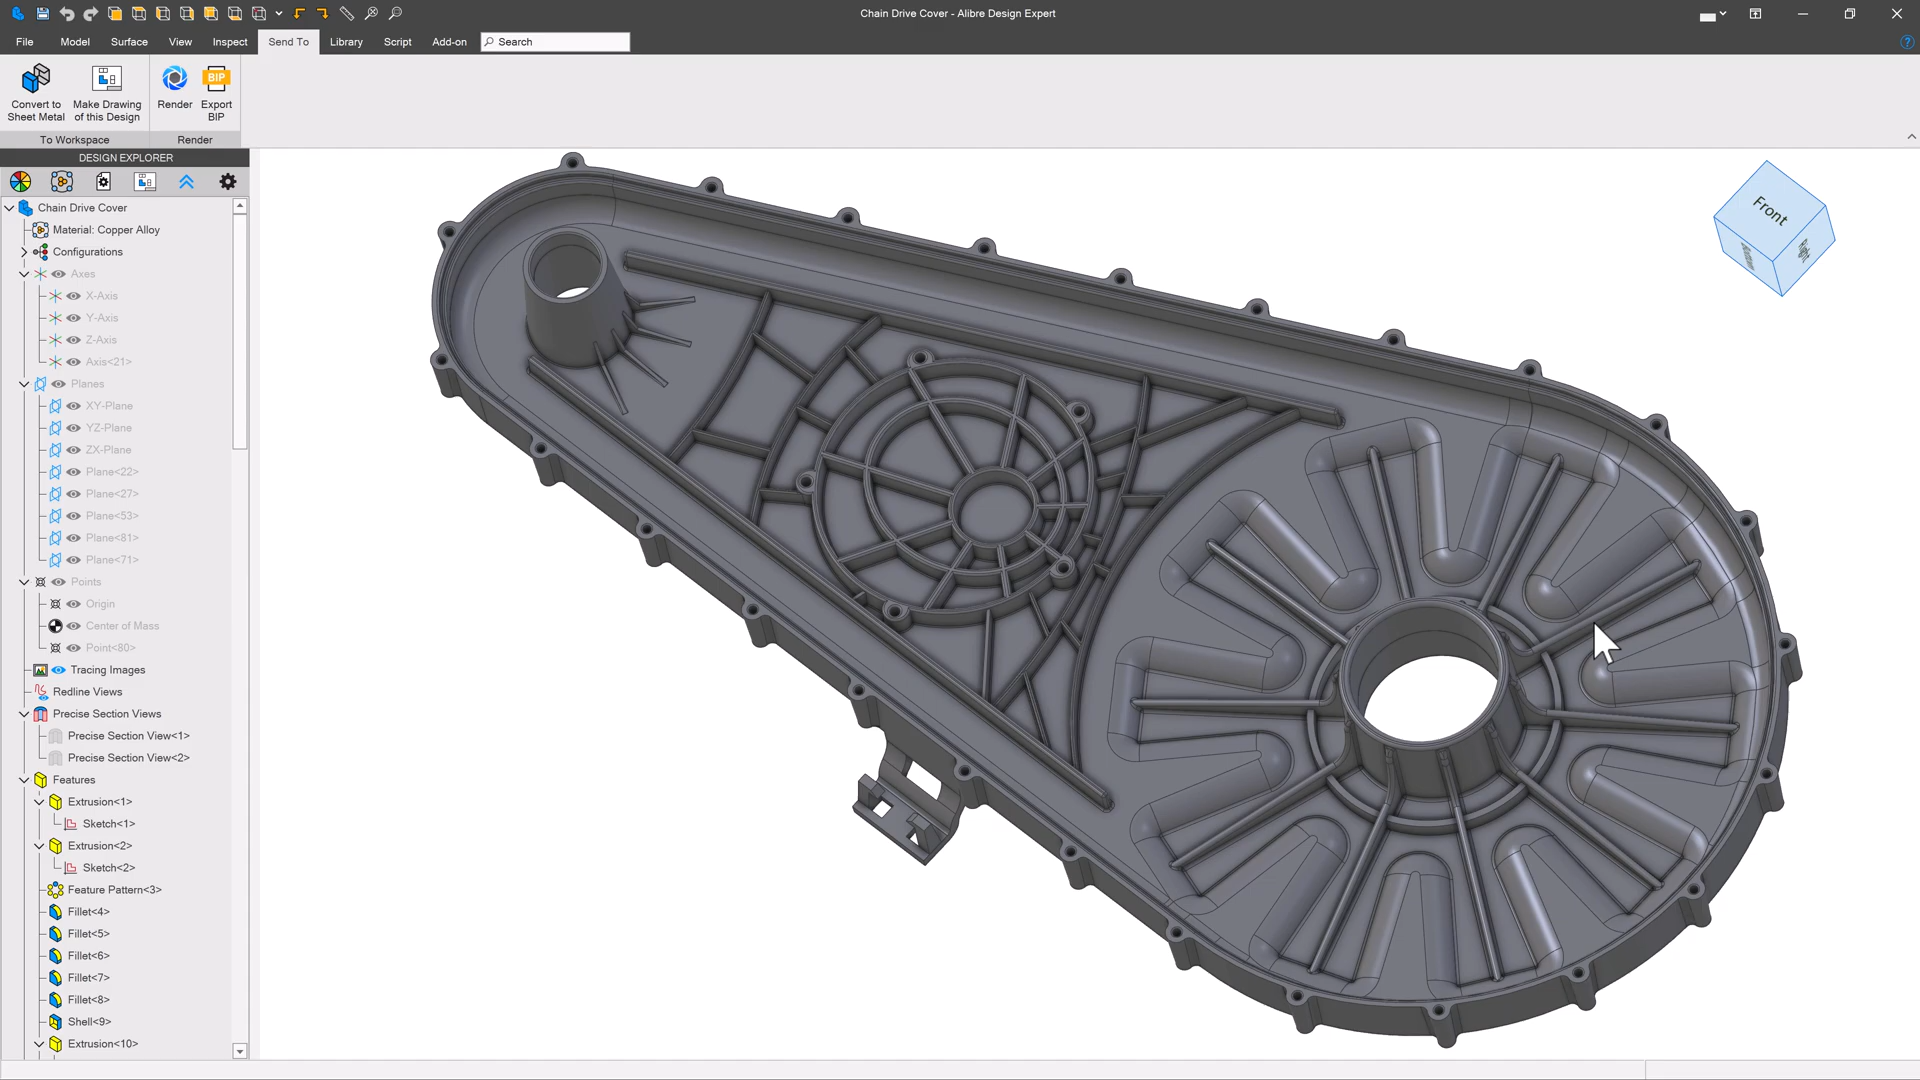 Chain Drive Cover - Alibre Design Expert
File Model Surface View Inspect Send To Library Script Add-on Search
Convert to Sheet Metal
Make Drawing of this Design
Render
BIP
Export BIP
To Workspace
Render
DESIGN EXPLORER
Chain Drive Cover
Material: Copper Alloy
Configurations
Axes
X-Axis
Y-Axis
Z-Axis
Axis<21>
Planes
XY-Plane
YZ-Plane
ZX-Plane
Plane<22>
Plane<27>
Plane<53>
Plane<81>
Plane<71>
Points
Origin
Center of Mass
Point<80>
Tracing Images
Redline Views
Precise Section Views
Precise Section View<1>
Precise Section View<2>
Features
Extrusion<1>
Sketch<1>
Extrusion<2>
Sketch<2>
Feature Pattern<3>
Fillet<4>
Fillet<5>
Fillet<6>
Fillet<7>
Fillet<8>
Shell<9>
Extrusion<10>
Front